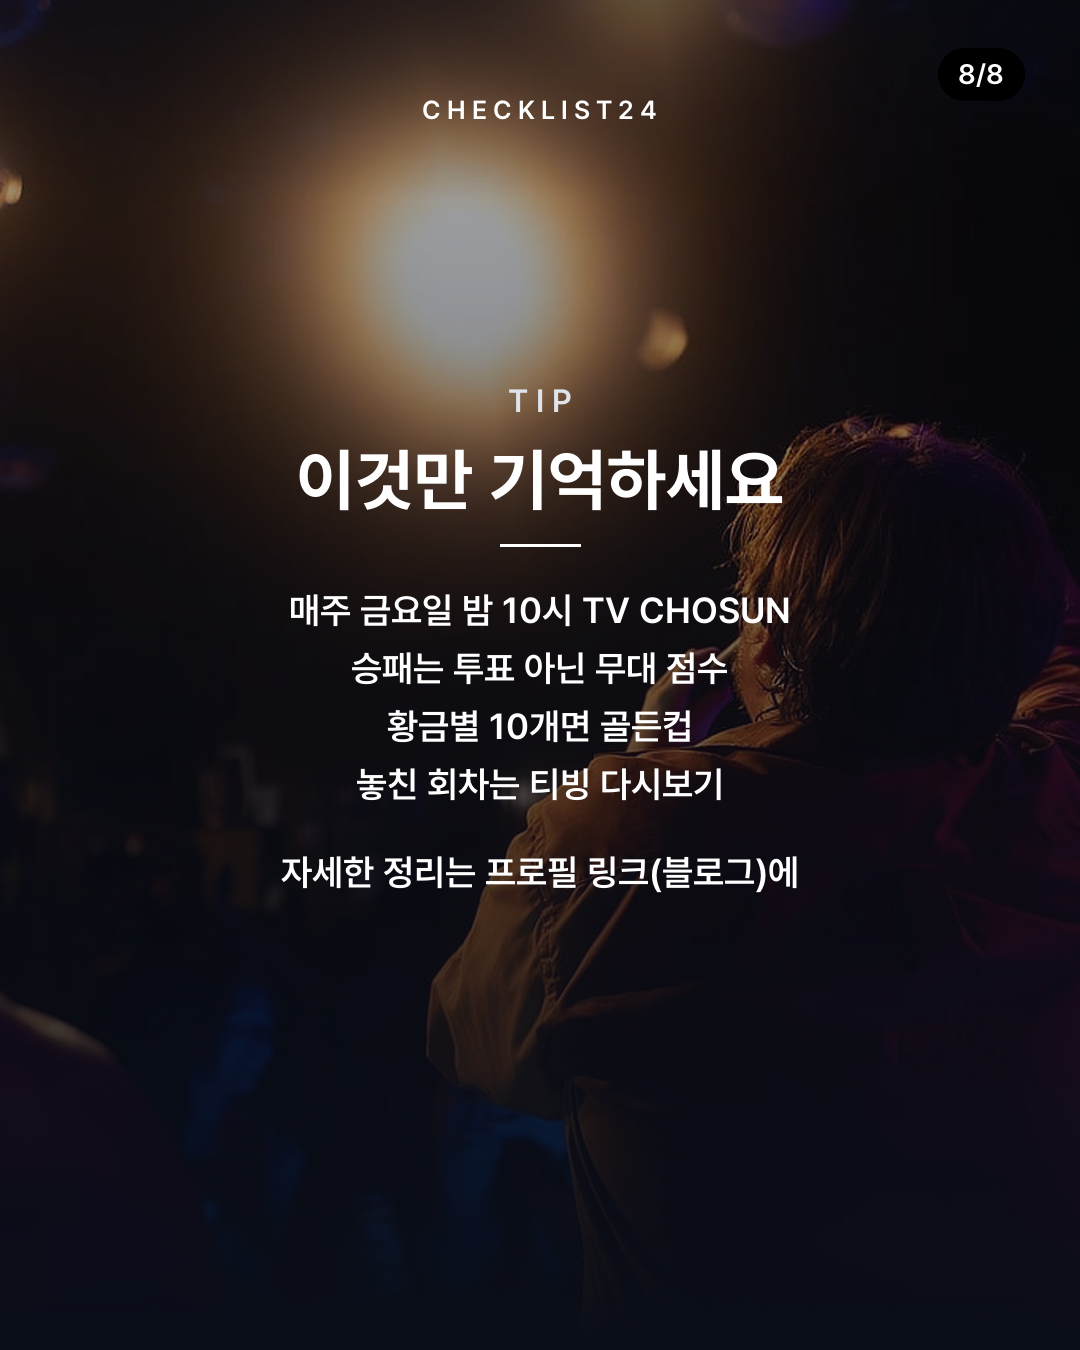 8/8
CHECKLIST24
TIP
이것만 기억하세요
매주 금요일 밤 10시 TV CHOSUN
승패는 투표 아닌 무대 점수
황금별 10개면 골든컵
놓친 회차는 티빙 다시보기
자세한 정리는 프로필 링크(블로그)에